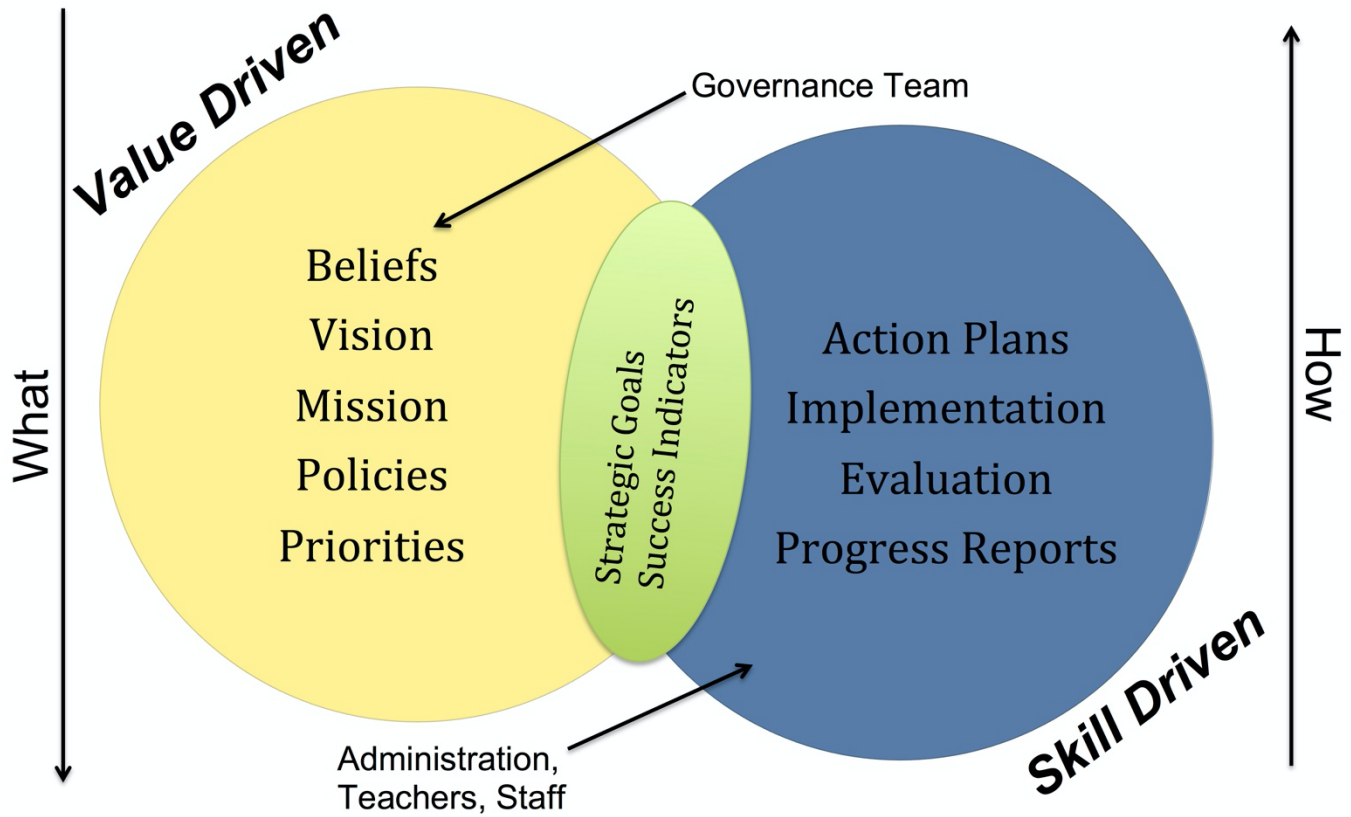 Value Driven
Governance Team
What
Beliefs
Vision
Mission
Policies
Priorities
Strategic Goals
Success Indicators
Action Plans
Implementation
Evaluation
Progress Reports
How
Skill Driven
Administration,
Teachers, Staff